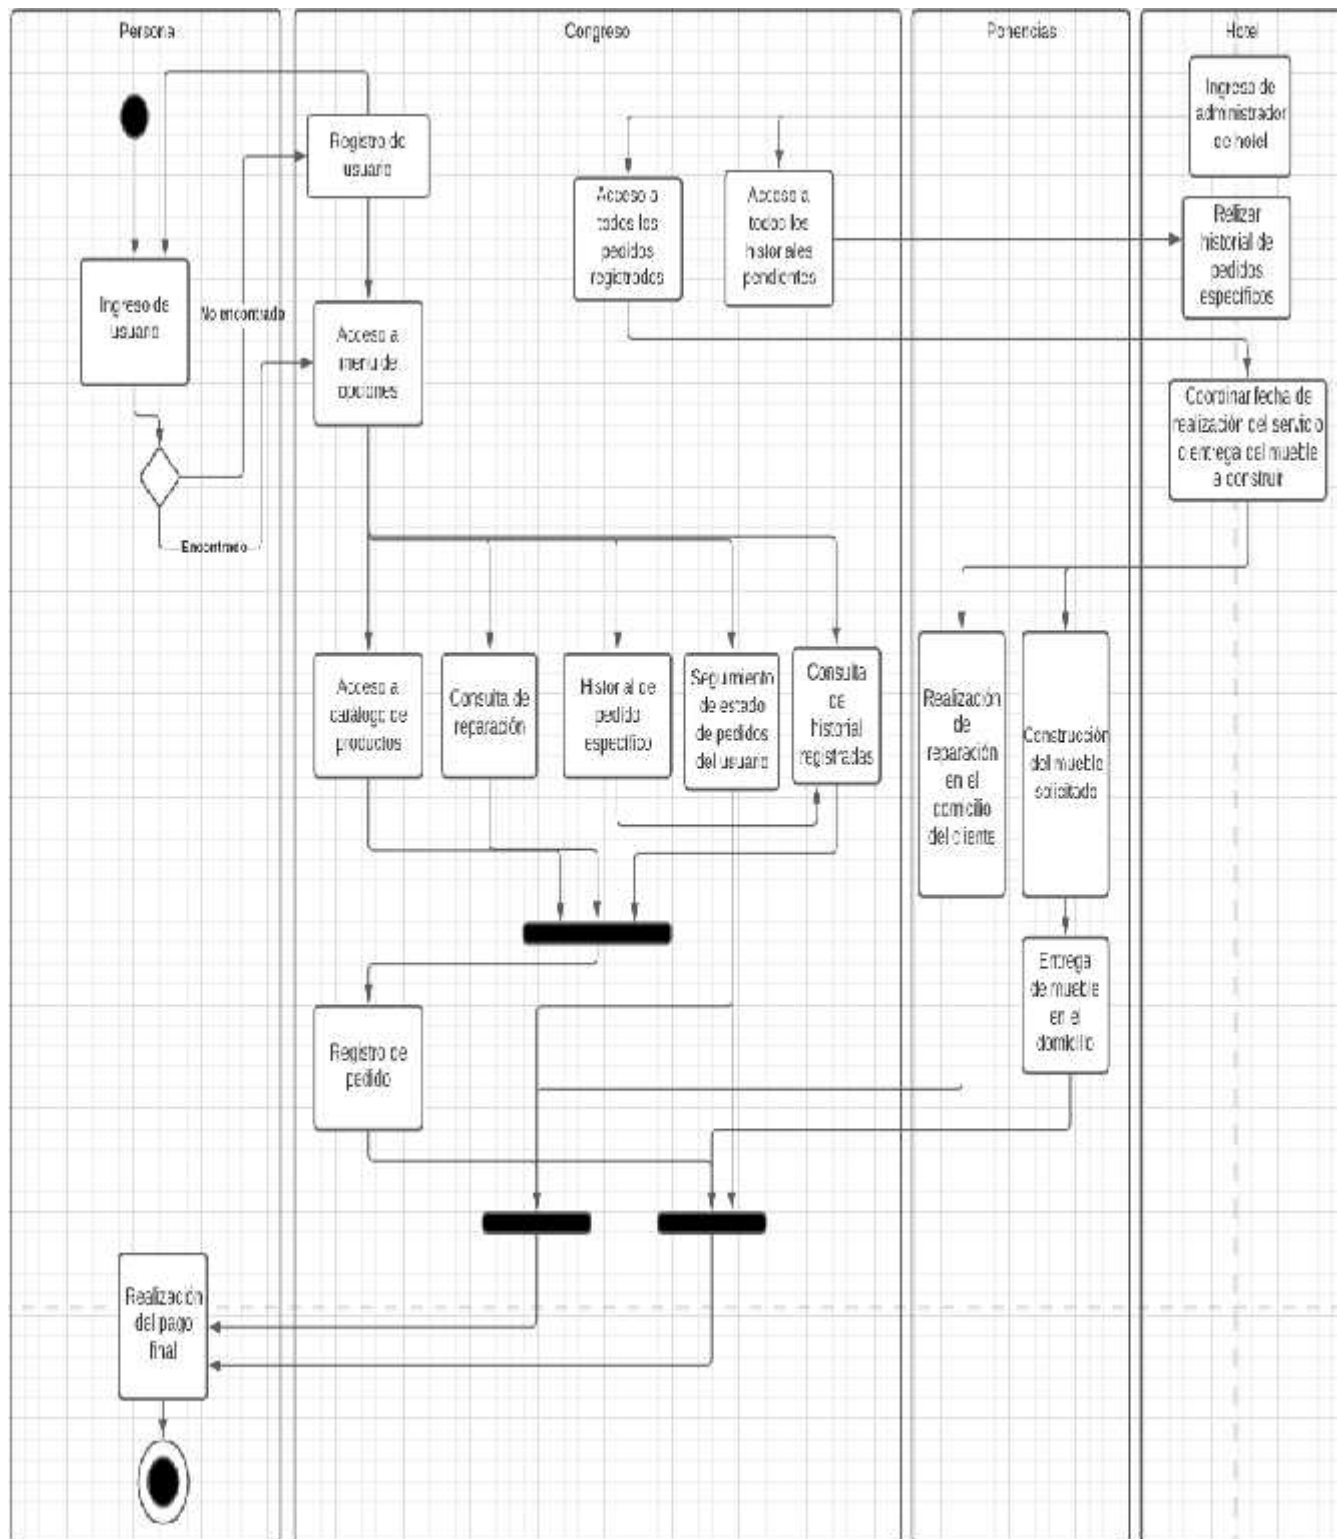 Persona
Congreso
Ponencias
Hotel
Ingreso de
administrador
de hotel
Registro de
usuario
Acceso a
todos los
pedidos
registrados
Acceso a
todos los
historiales
pendientes
Relizar
historial de
pedidos
específicos
Ingreso de
usuario
No encontrado
Acceso a
menu de
opciones
Coordinar fecha de
realización del servicio
o entrega del mueble
a construir
Encontrado
Acceso a
catálogo de
productos
Consulta de
reparación
Historial de
pedido
específico
Seguimiento
de estado
de pedidos
del usuario
Consulta
de
historial
registradas
Realización
de
reparación
en el
domicilio
del cliente
Construcción
del mueble
solicitado
Entrega
de mueble
en el
domicilio
Registro de
pedido
Realización
del pago
final